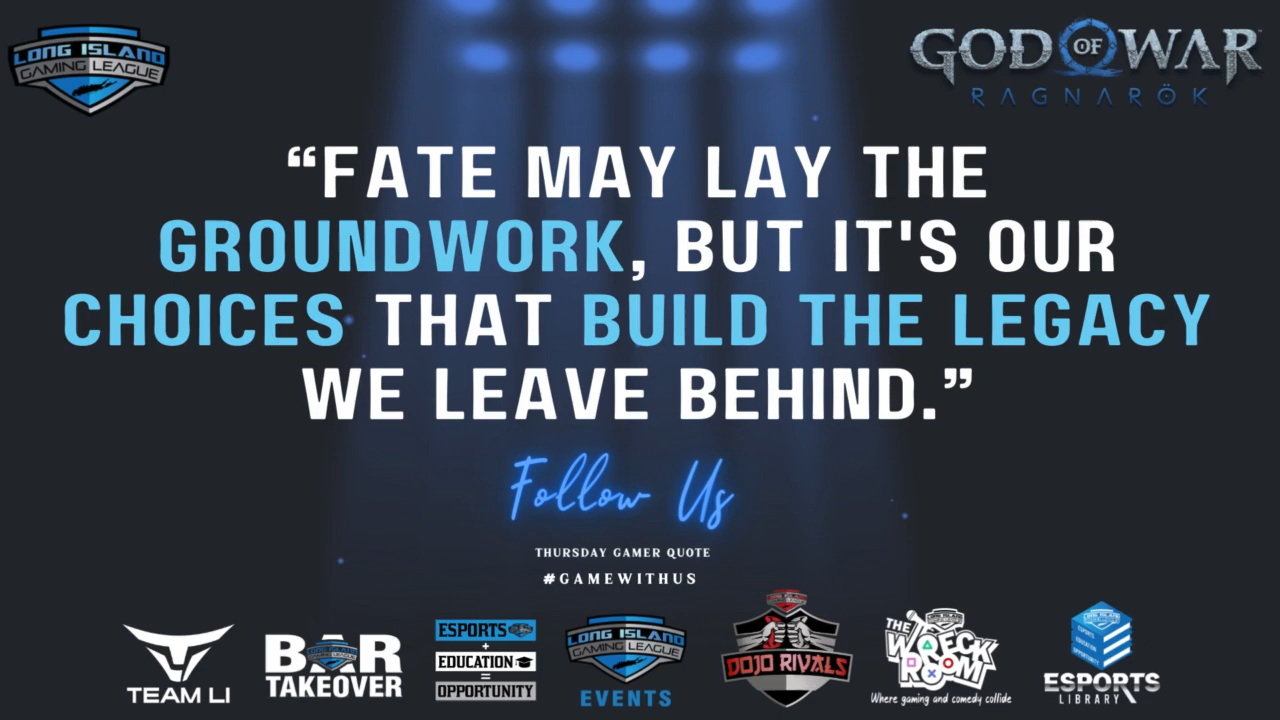 LONG ISLAND
GAMING LEAGUE
GOD OF WAR
RAGNARÖK
“FATE MAY LAY THE
GROUNDWORK, BUT IT'S OUR
CHOICES THAT BUILD THE LEGACY
WE LEAVE BEHIND.”
Follow Us
THURSDAY GAMER QUOTE
#GAMEWITHUS
TEAM LI
BAR
TAKEOVER
ESPORTS
+
EDUCATION
=
OPPORTUNITY
LONG ISLAND
GAMING LEAGUE
EVENTS
DOJO RIVALS
THE
WRECK
ROOM
Where gaming and comedy collide
ESPORTS
LIBRARY